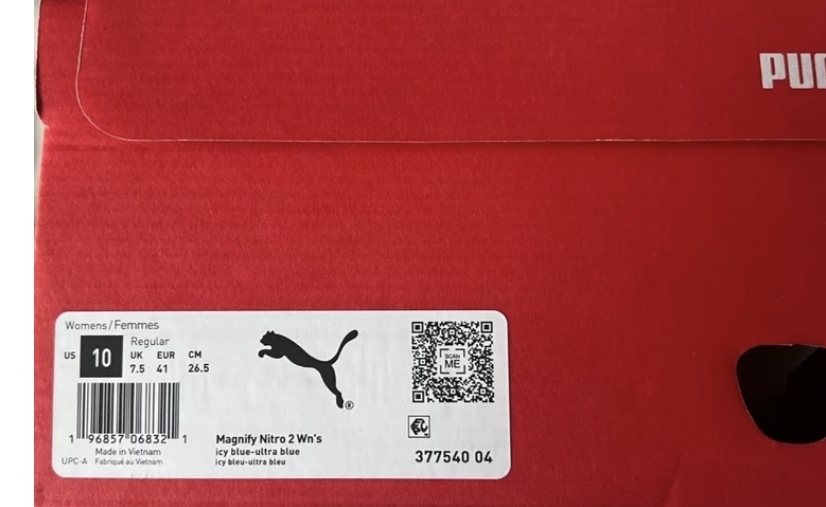 PU
Womens/Femmes
Regular
US 10 UK EUR CM
7.5 41 26.5
SCAN
ME
1 96857 06832 1
Made in Vietnam
UPC-A Fabriqué au Vietnam
Magnify Nitro 2 Wn's
icy blue-ultra blue
icy bleu-ultra bleu
377540 04